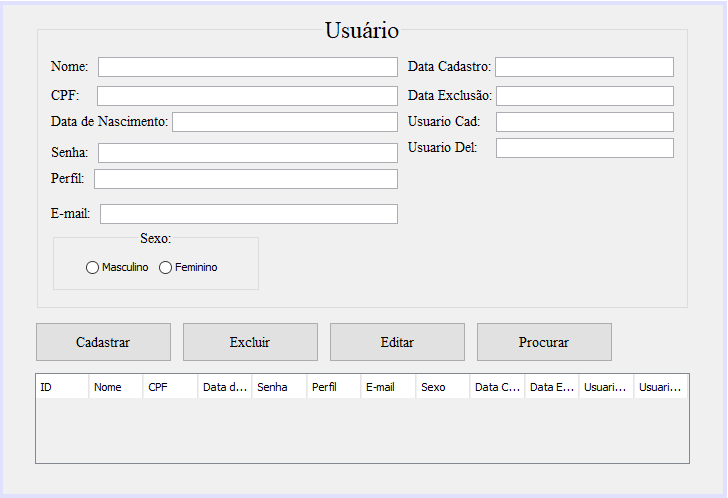 Usuário
Nome:
CPF:
Data de Nascimento:
Senha:
Perfil:
E-mail:
Data Cadastro:
Data Exclusão:
Usuario Cad:
Usuario Del:
Sexo:
Masculino Feminino
Cadastrar Excluir Editar Procurar
ID Nome CPF Data d... Senha Perfil E-mail Sexo Data C... Data E... Usuari... Usuari...